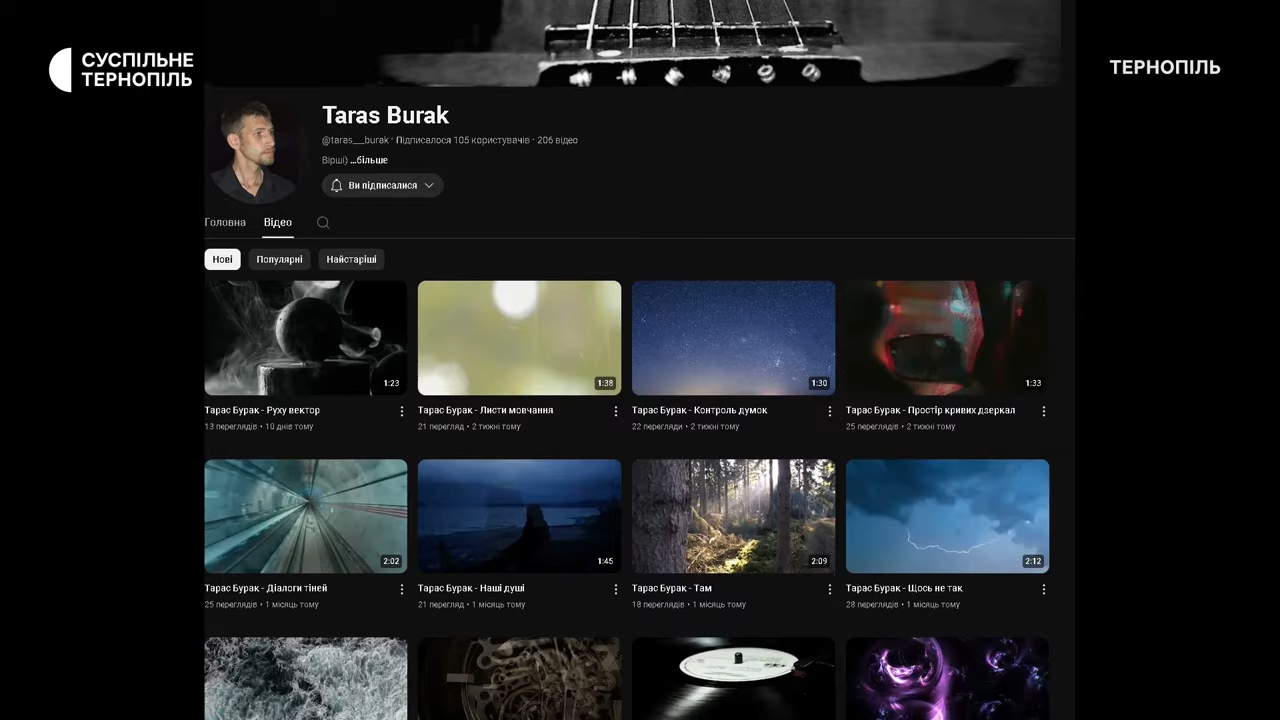 СУСПІЛЬНЕ
ТЕРНОПІЛЬ
ТЕРНОПІЛЬ
Taras Burak
@taras__burak · Підписалося 105 користувачів · 206 відео
Вірші) ...більше
Ви підписалися
Головна Відео
Нові Популярні Найстаріші
1:23 1:38 1:30 1:33
Тарас Бурак - Руху вектор
13 переглядів • 10 днів тому
Тарас Бурак - Листи мовчання
21 перегляд • 2 тижні тому
Тарас Бурак - Контроль думок
22 перегляди • 2 тижні тому
Тарас Бурак - Простір кривих дзеркал
25 переглядів • 2 тижні тому
2:02 1:45 2:09 2:12
Тарас Бурак - Діалоги тіней
25 переглядів • 1 місяць тому
Тарас Бурак - Наші душі
21 перегляд • 1 місяць тому
Тарас Бурак - Там
18 переглядів • 1 місяць тому
Тарас Бурак - Щось не так
28 переглядів • 1 місяць тому